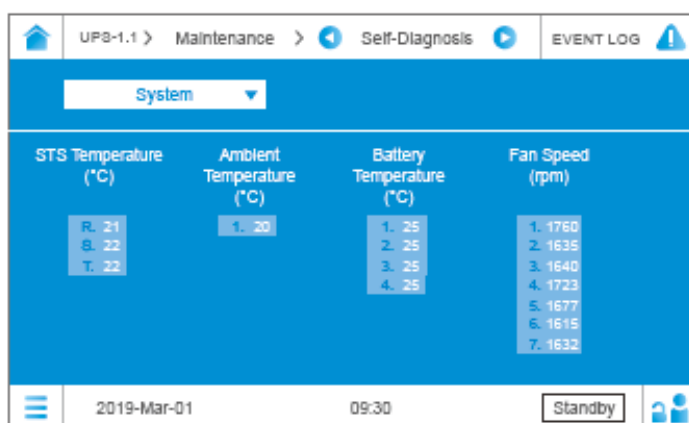 UPS-1.1 > Maintenance > Self-Diagnosis EVENT LOG
System
STS Temperature (°C)
R. 21
S. 22
T. 22
Ambient Temperature (°C)
1. 20
Battery Temperature (°C)
1. 25
2. 25
3. 25
4. 25
Fan Speed (rpm)
1. 1760
2. 1635
3. 1640
4. 1723
5. 1677
6. 1615
7. 1632
2019-Mar-01 09:30 Standby